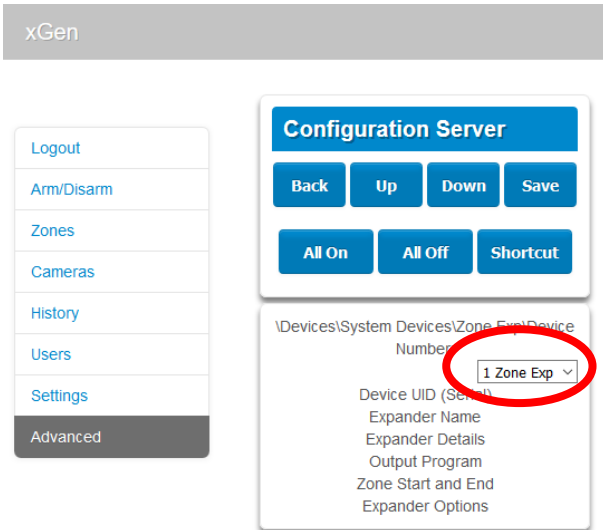 xGen
Logout
Arm/Disarm
Zones
Cameras
History
Users
Settings
Advanced
Configuration Server
Back Up Down Save
All On All Off Shortcut
\Devices\System Devices\Zone Exp\Device
Number
1 Zone Exp
Device UID (Serial)
Expander Name
Expander Details
Output Program
Zone Start and End
Expander Options